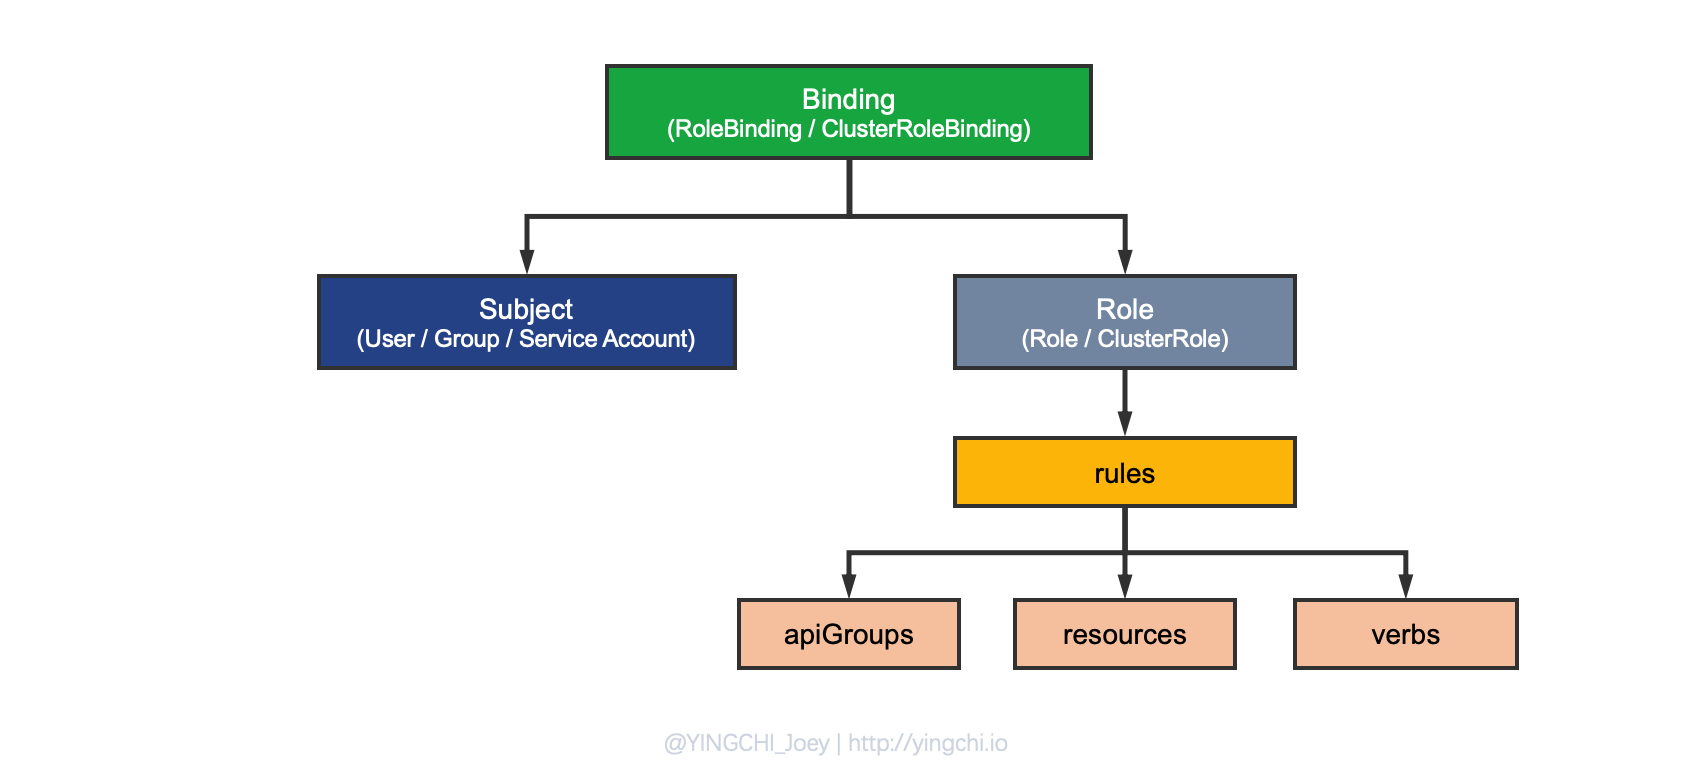 Binding
(RoleBinding / ClusterRoleBinding)
Subject
(User / Group / Service Account)
Role
(Role / ClusterRole)
rules
apiGroups
resources
verbs
@YINGCHI_Joey | http://yingchi.io